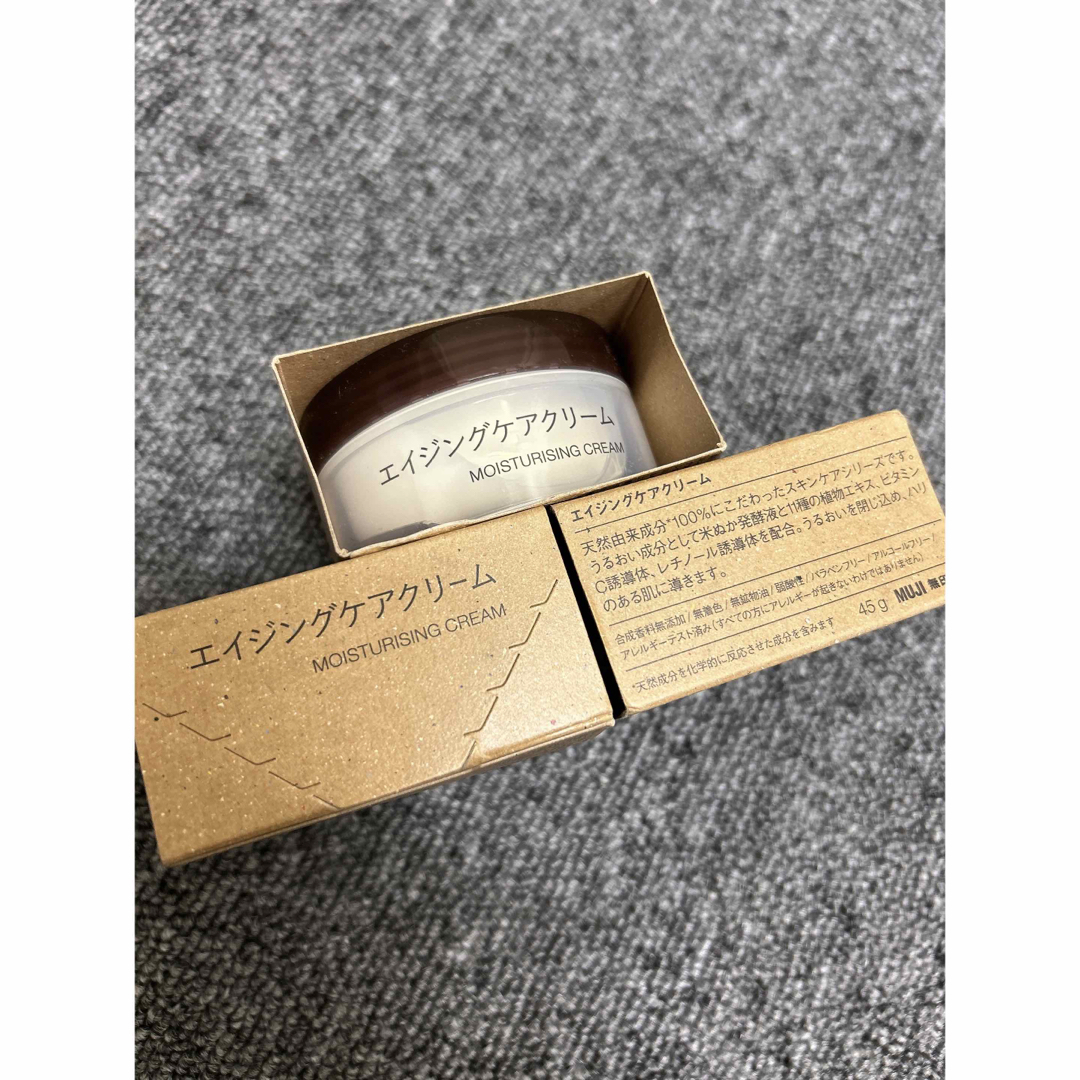 エイジングケアクリーム
MOISTURISING CREAM
エイジングケアクリーム
MOISTURISING CREAM
エイジングケアクリーム
天然由来成分*100%にこだわったスキンケアシリーズです。
うるおい成分として米ぬか発酵液と11種の植物エキス、ビタミン
C誘導体、レチノール誘導体を配合。うるおいを閉じ込め、ハリ
のある肌に導きます。
合成香料無添加/無着色/無鉱物油/弱酸性/パラベンフリー/アルコールフリー/
アレルギーテスト済み(すべての方にアレルギーが起きないわけではありません)
*天然成分を化学的に反応させた成分を含みます
45g MUJI 無印